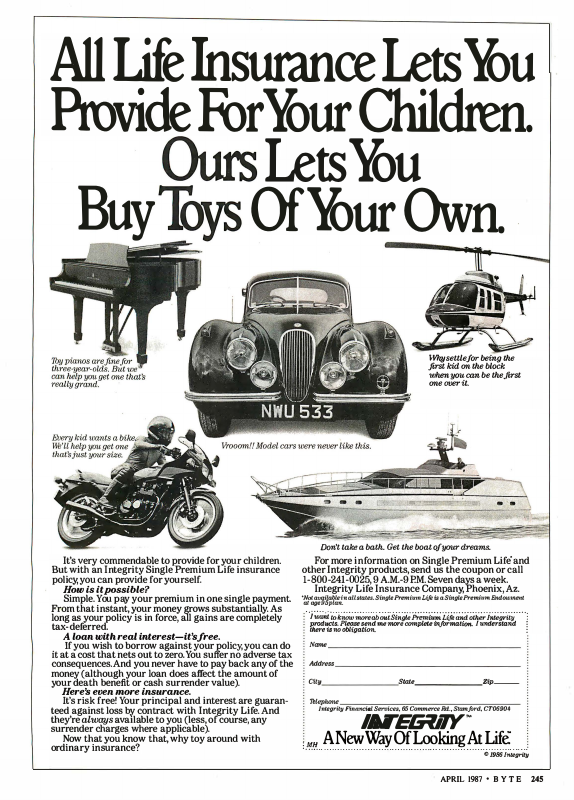 All Life Insurance Lets You
Provide For Your Children.
Ours Lets You
Buy Toys Of Your Own.
Toy pianos are fine for
three-year-olds. But we
can help you get one that's
really grand.
NWU 533
Why settle for being the
first kid on the block
when you can be the first
one over it.
Every kid wants a bike.
We'll help you get one
that's just your size.
Vrooom!! Model cars were never like this.
Don't take a bath. Get the boat of your dreams.
It's very commendable to provide for your children.
But with an Integrity Single Premium Life insurance
policy, you can provide for yourself.
How is it possible?
Simple. You pay your premium in one single payment.
From that instant, your money grows substantially. As
long as your policy is in force, all gains are completely
tax-deferred.
A loan with real interest—it's free.
If you wish to borrow against your policy, you can do
it at a cost that nets out to zero. You suffer no adverse tax
consequences. And you never have to pay back any of the
money (although your loan does affect the amount of
your death benefit or cash surrender value).
Here's even more insurance.
It's risk free! Your principal and interest are guaran-
teed against loss by contract with Integrity Life. And
they're always available to you (less, of course, any
surrender charges where applicable).
Now that you know that, why toy around with
ordinary insurance?
For more information on Single Premium Life* and
other Integrity products, send us the coupon or call
1-800-241-0025, 9 A.M.-9 P.M. Seven days a week.
Integrity Life Insurance Company, Phoenix, Az.
*Not available in all states. Single Premium Life is a Single Premium Endowment
at age 95 plan.
I want to know more about Single Premium Life and other Integrity
products. Please send me more complete information. I understand
there is no obligation.
Name
Address
City State Zip
Telephone
Integrity Financial Services, 65 Commerce Rd., Stamford, CT 06904
INTEGRITY™
MH A New Way Of Looking At Life.™
© 1986 Integrity
APRIL 1987 • BYTE 245